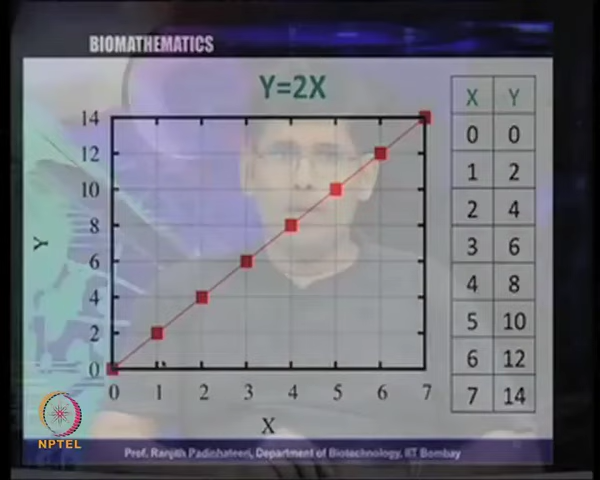 BIOMATHEMATICS
Y=2X
X Y
0 0
1 2
2 4
3 6
4 8
5 10
6 12
7 14
14
12
10
8
6
4
2
0
Y
0 1 2 3 4 5 6 7
X
NPTEL
Prof. Ranjith Padinhateeri, Department of Biotechnology, IIT Bombay